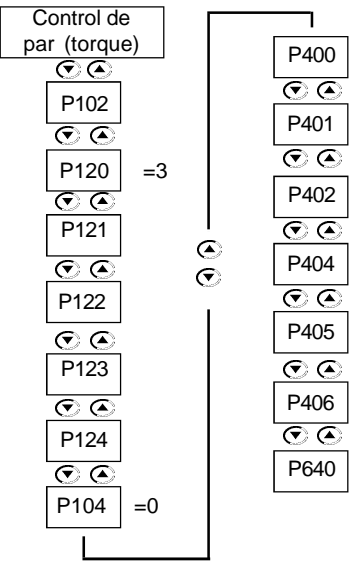 Control de
par (torque)
P102
P120 =3
P121
P122
P123
P124
P104 =0
P400
P401
P402
P404
P405
P406
P640